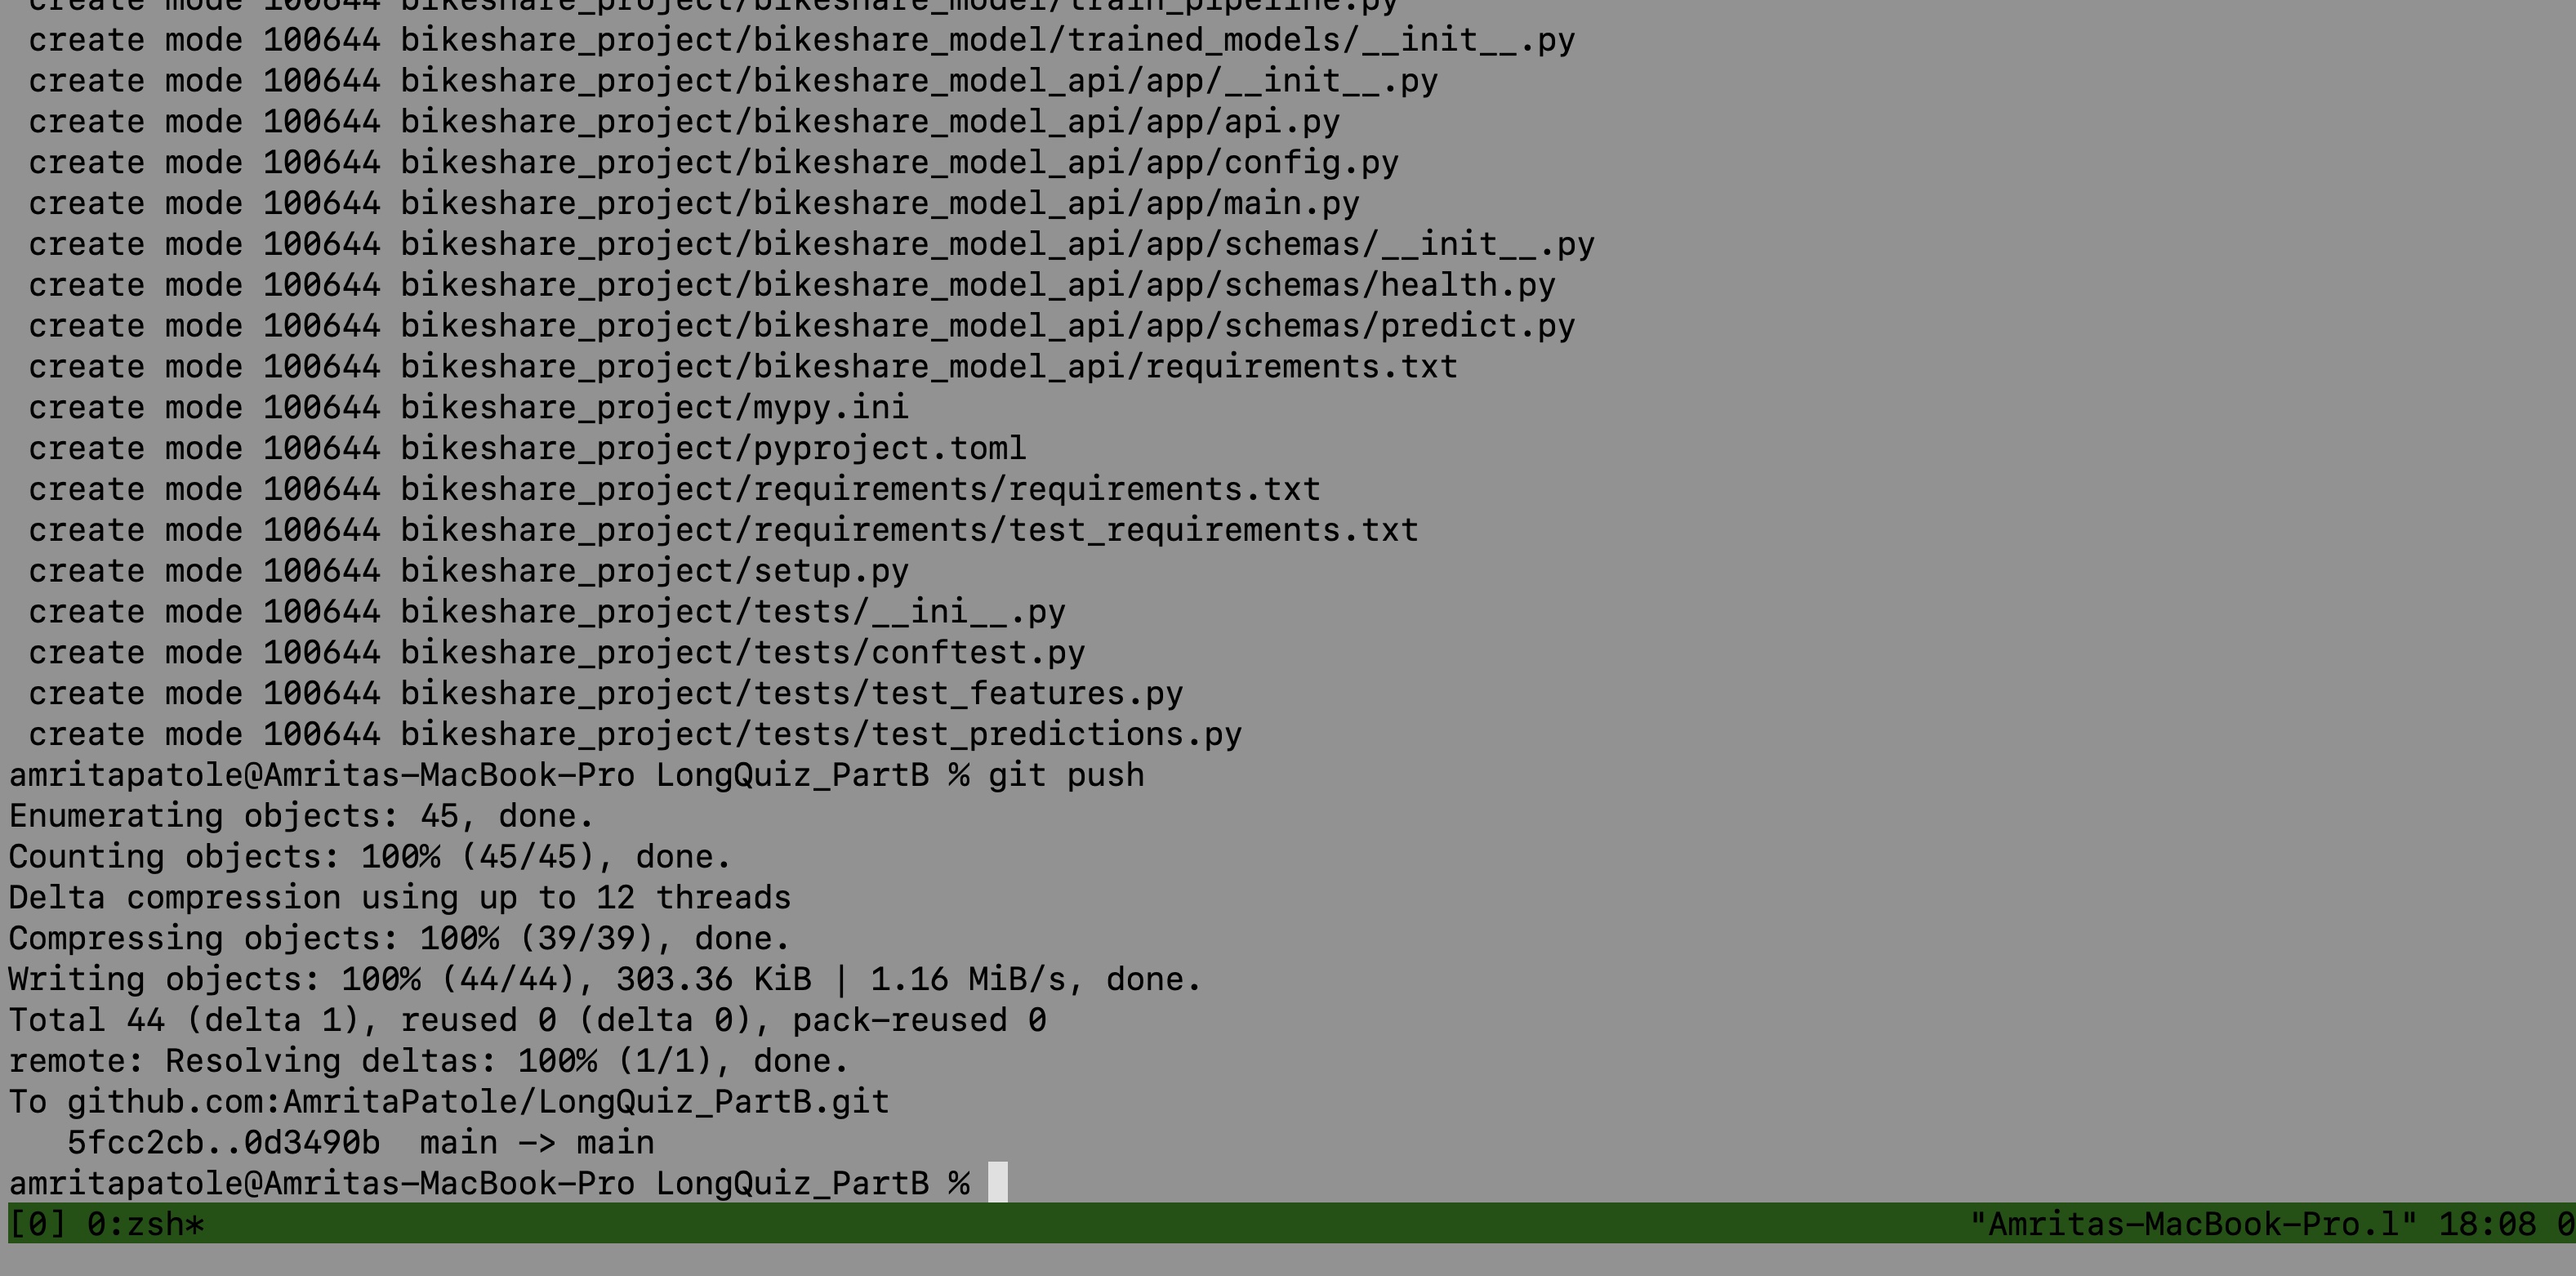 create mode 100644 bikeshare_project/bikeshare_model/train_pipeline.py
create mode 100644 bikeshare_project/bikeshare_model/trained_models/__init__.py
create mode 100644 bikeshare_project/bikeshare_model_api/app/__init__.py
create mode 100644 bikeshare_project/bikeshare_model_api/app/api.py
create mode 100644 bikeshare_project/bikeshare_model_api/app/config.py
create mode 100644 bikeshare_project/bikeshare_model_api/app/main.py
create mode 100644 bikeshare_project/bikeshare_model_api/app/schemas/__init__.py
create mode 100644 bikeshare_project/bikeshare_model_api/app/schemas/health.py
create mode 100644 bikeshare_project/bikeshare_model_api/app/schemas/predict.py
create mode 100644 bikeshare_project/bikeshare_model_api/requirements.txt
create mode 100644 bikeshare_project/mypy.ini
create mode 100644 bikeshare_project/pyproject.toml
create mode 100644 bikeshare_project/requirements/requirements.txt
create mode 100644 bikeshare_project/requirements/test_requirements.txt
create mode 100644 bikeshare_project/setup.py
create mode 100644 bikeshare_project/tests/__ini__.py
create mode 100644 bikeshare_project/tests/conftest.py
create mode 100644 bikeshare_project/tests/test_features.py
create mode 100644 bikeshare_project/tests/test_predictions.py
amritapatole@Amritas-MacBook-Pro LongQuiz_PartB % git push
Enumerating objects: 45, done.
Counting objects: 100% (45/45), done.
Delta compression using up to 12 threads
Compressing objects: 100% (39/39), done.
Writing objects: 100% (44/44), 303.36 KiB | 1.16 MiB/s, done.
Total 44 (delta 1), reused 0 (delta 0), pack-reused 0
remote: Resolving deltas: 100% (1/1), done.
To github.com:AmritaPatole/LongQuiz_PartB.git
5fcc2cb..0d3490b  main -> main
amritapatole@Amritas-MacBook-Pro LongQuiz_PartB %
[0] 0:zsh* "Amritas-MacBook-Pro.l" 18:08 0